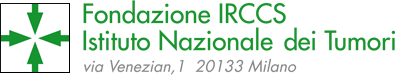 Fondazione IRCCS
Istituto Nazionale dei Tumori
via Venezian,1 20133 Milano